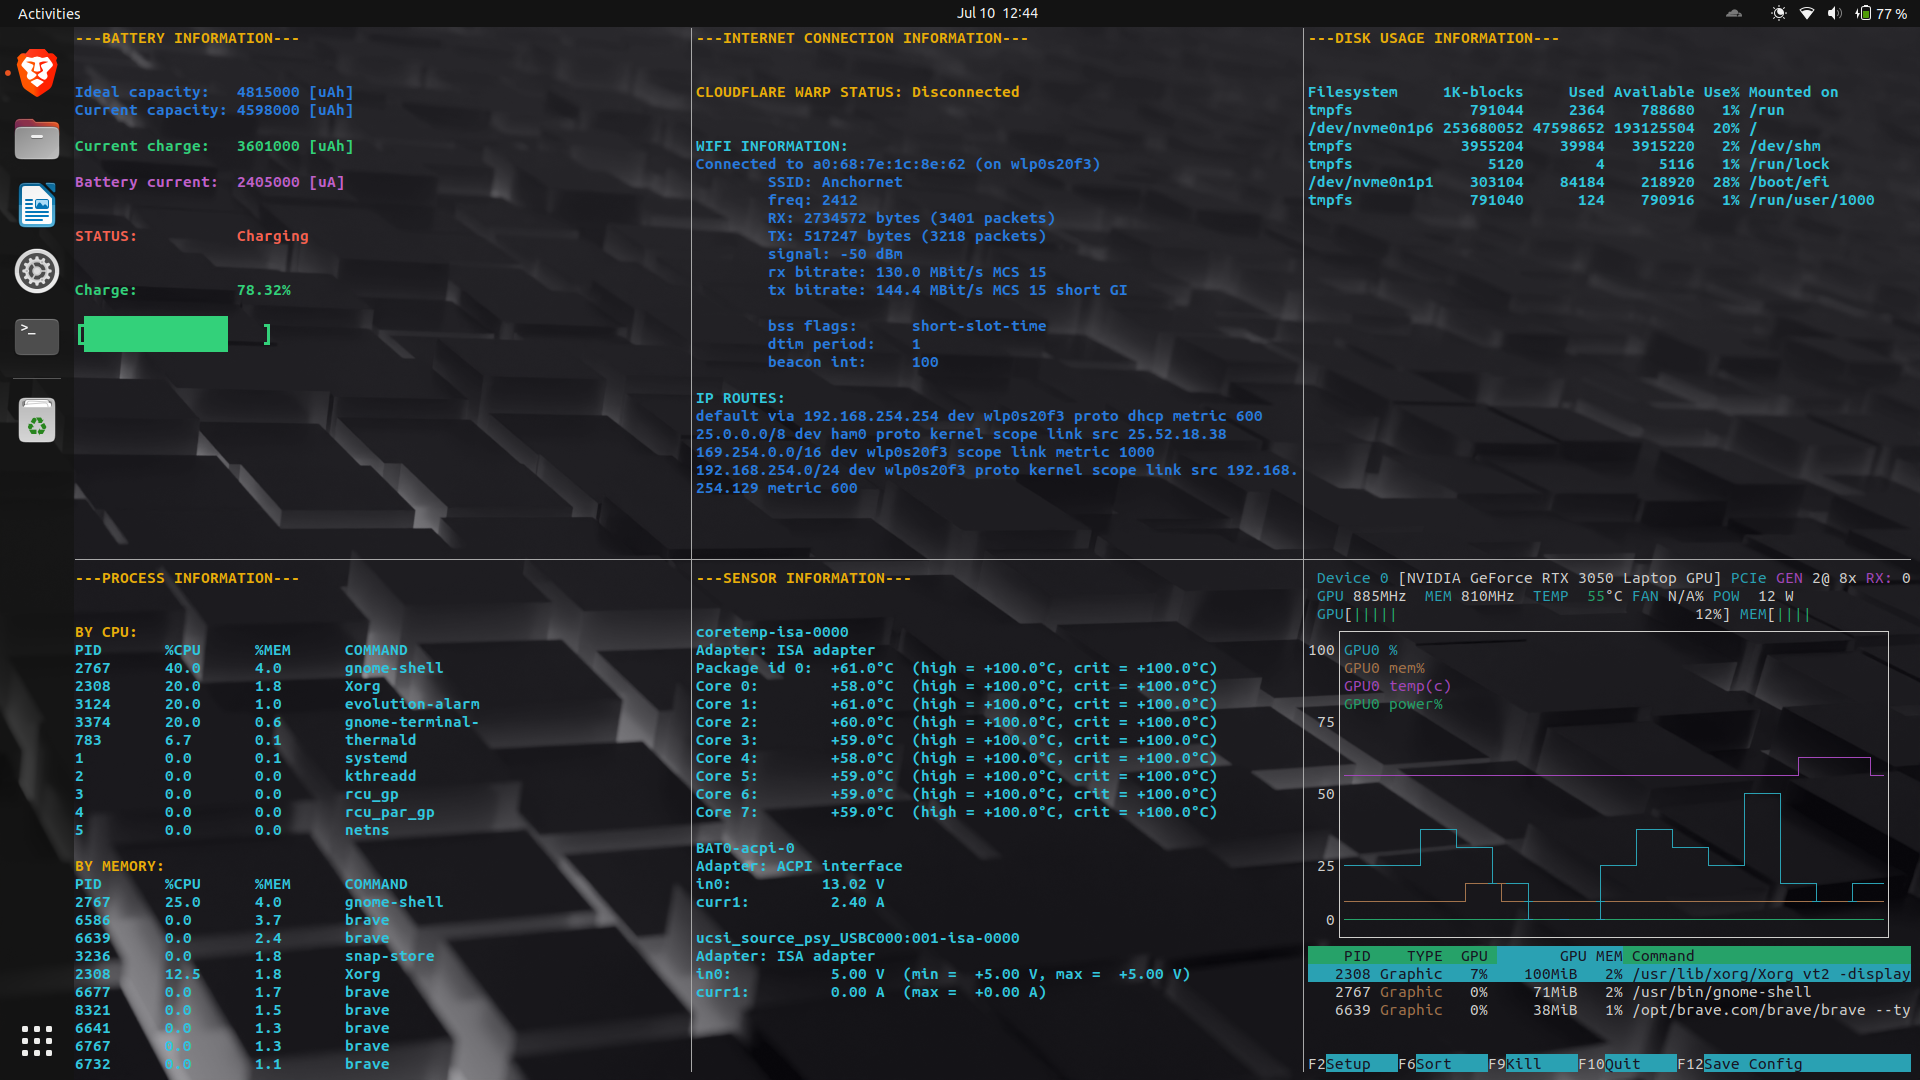 Activities
Jul 10 12:44
77 %
---BATTERY INFORMATION---
Ideal capacity: 4815000 [uAh]
Current capacity: 4598000 [uAh]
Current charge: 3601000 [uAh]
Battery current: 2405000 [uA]
STATUS: Charging
Charge: 78.32%
[ ]
---INTERNET CONNECTION INFORMATION---
CLOUDFLARE WARP STATUS: Disconnected
WIFI INFORMATION:
Connected to a0:68:7e:1c:8e:62 (on wlp0s20f3)
SSID: Anchornet
freq: 2412
RX: 2734572 bytes (3401 packets)
TX: 517247 bytes (3218 packets)
signal: -50 dBm
rx bitrate: 130.0 MBit/s MCS 15
tx bitrate: 144.4 MBit/s MCS 15 short GI
bss flags: short-slot-time
dtim period: 1
beacon int: 100
IP ROUTES:
default via 192.168.254.254 dev wlp0s20f3 proto dhcp metric 600
25.0.0.0/8 dev ham0 proto kernel scope link src 25.52.18.38
169.254.0.0/16 dev wlp0s20f3 scope link metric 1000
192.168.254.0/24 dev wlp0s20f3 proto kernel scope link src 192.168.
254.129 metric 600
---DISK USAGE INFORMATION---
Filesystem 1K-blocks Used Available Use% Mounted on
tmpfs 791044 2364 788680 1% /run
/dev/nvme0n1p6 253680052 47598652 193125504 20% /
tmpfs 3955204 39984 3915220 2% /dev/shm
tmpfs 5120 4 5116 1% /run/lock
/dev/nvme0n1p1 303104 84184 218920 28% /boot/efi
tmpfs 791040 124 790916 1% /run/user/1000
---PROCESS INFORMATION---
BY CPU:
PID %CPU %MEM COMMAND
2767 40.0 4.0 gnome-shell
2308 20.0 1.8 Xorg
3124 20.0 1.0 evolution-alarm
3374 20.0 0.6 gnome-terminal-
783 6.7 0.1 thermald
1 0.0 0.1 systemd
2 0.0 0.0 kthreadd
3 0.0 0.0 rcu_gp
4 0.0 0.0 rcu_par_gp
5 0.0 0.0 netns
BY MEMORY:
PID %CPU %MEM COMMAND
2767 25.0 4.0 gnome-shell
6586 0.0 3.7 brave
6639 0.0 2.4 brave
3236 0.0 1.8 snap-store
2308 12.5 1.8 Xorg
6677 0.0 1.7 brave
8321 0.0 1.5 brave
6641 0.0 1.3 brave
6767 0.0 1.3 brave
6732 0.0 1.1 brave
---SENSOR INFORMATION---
coretemp-isa-0000
Adapter: ISA adapter
Package id 0: +61.0°C (high = +100.0°C, crit = +100.0°C)
Core 0: +58.0°C (high = +100.0°C, crit = +100.0°C)
Core 1: +61.0°C (high = +100.0°C, crit = +100.0°C)
Core 2: +60.0°C (high = +100.0°C, crit = +100.0°C)
Core 3: +59.0°C (high = +100.0°C, crit = +100.0°C)
Core 4: +58.0°C (high = +100.0°C, crit = +100.0°C)
Core 5: +59.0°C (high = +100.0°C, crit = +100.0°C)
Core 6: +59.0°C (high = +100.0°C, crit = +100.0°C)
Core 7: +59.0°C (high = +100.0°C, crit = +100.0°C)
BAT0-acpi-0
Adapter: ACPI interface
in0: 13.02 V
curr1: 2.40 A
ucsi_source_psy_USBC000:001-isa-0000
Adapter: ISA adapter
in0: 5.00 V (min = +5.00 V, max = +5.00 V)
curr1: 0.00 A (max = +0.00 A)
Device 0 [NVIDIA GeForce RTX 3050 Laptop GPU] PCIe GEN 2@ 8x RX: 0
GPU 885MHz MEM 810MHz TEMP 55°C FAN N/A% POW 12 W
GPU[||||| 12%] MEM[||||
100 GPU0 %
GPU0 mem%
GPU0 temp(c)
GPU0 power%
75
50
25
0
PID TYPE GPU GPU MEM Command
2308 Graphic 7% 100MiB 2% /usr/lib/xorg/Xorg vt2 -display
2767 Graphic 0% 71MiB 2% /usr/bin/gnome-shell
6639 Graphic 0% 38MiB 1% /opt/brave.com/brave/brave --ty
F2Setup F6Sort F9Kill F10Quit F12Save Config